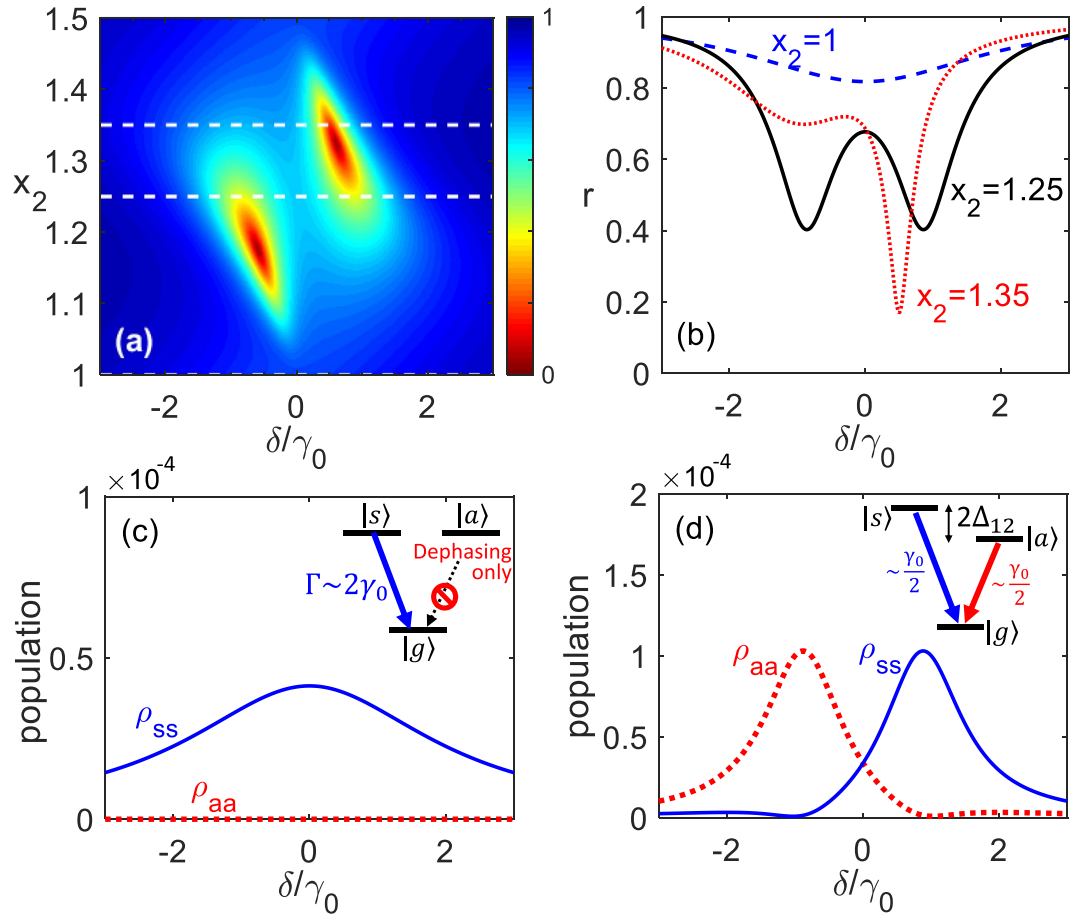 1.5
1.4
1.3
1.2
1.1
1
x₂
(a)
-2
0
2
δ/γ₀
1
0
1
0.8
0.6
0.4
0.2
0
r
x₂=1
x₂=1.25
x₂=1.35
(b)
-2
0
2
δ/γ₀
×10⁻⁴
1
0.5
0
population
(c)
|s⟩
|a⟩
Dephasing
only
Γ~2γ₀
|g⟩
ρss
ρaa
-2
0
2
δ/γ₀
×10⁻⁴
2
1.5
1
0.5
0
population
(d)
|s⟩
2Δ₁₂
|a⟩
~γ₀/2
~γ₀/2
|g⟩
ρaa
ρss
-2
0
2
δ/γ₀